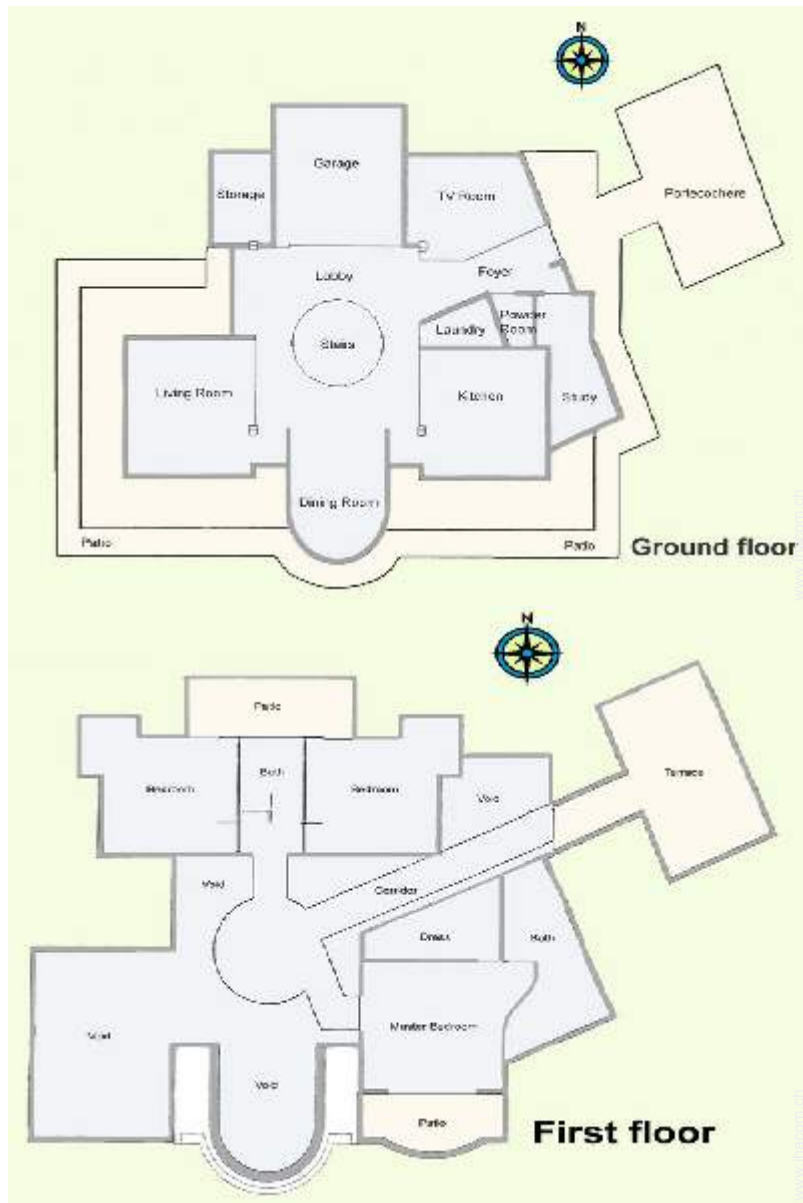 N
Garage
Storage
TV Room
Portecochere
Lobby
Foyer
Stairs
Laundry
Powder
Room
Living Room
Kitchen
Study
Dining Room
Patio
Patio
Ground floor
N
Patio
Bath
Bedroom
Bedroom
Terrace
Void
Void
Corridor
Dress
Bath
Void
Master Bedroom
Void
Patio
First floor